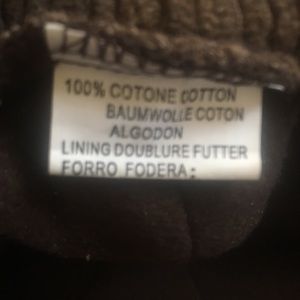 100% COTONE COTTON
BAUMWOLLE COTON
ALGODON
LINING DOUBLURE FUTTER
FORRO FODERA: